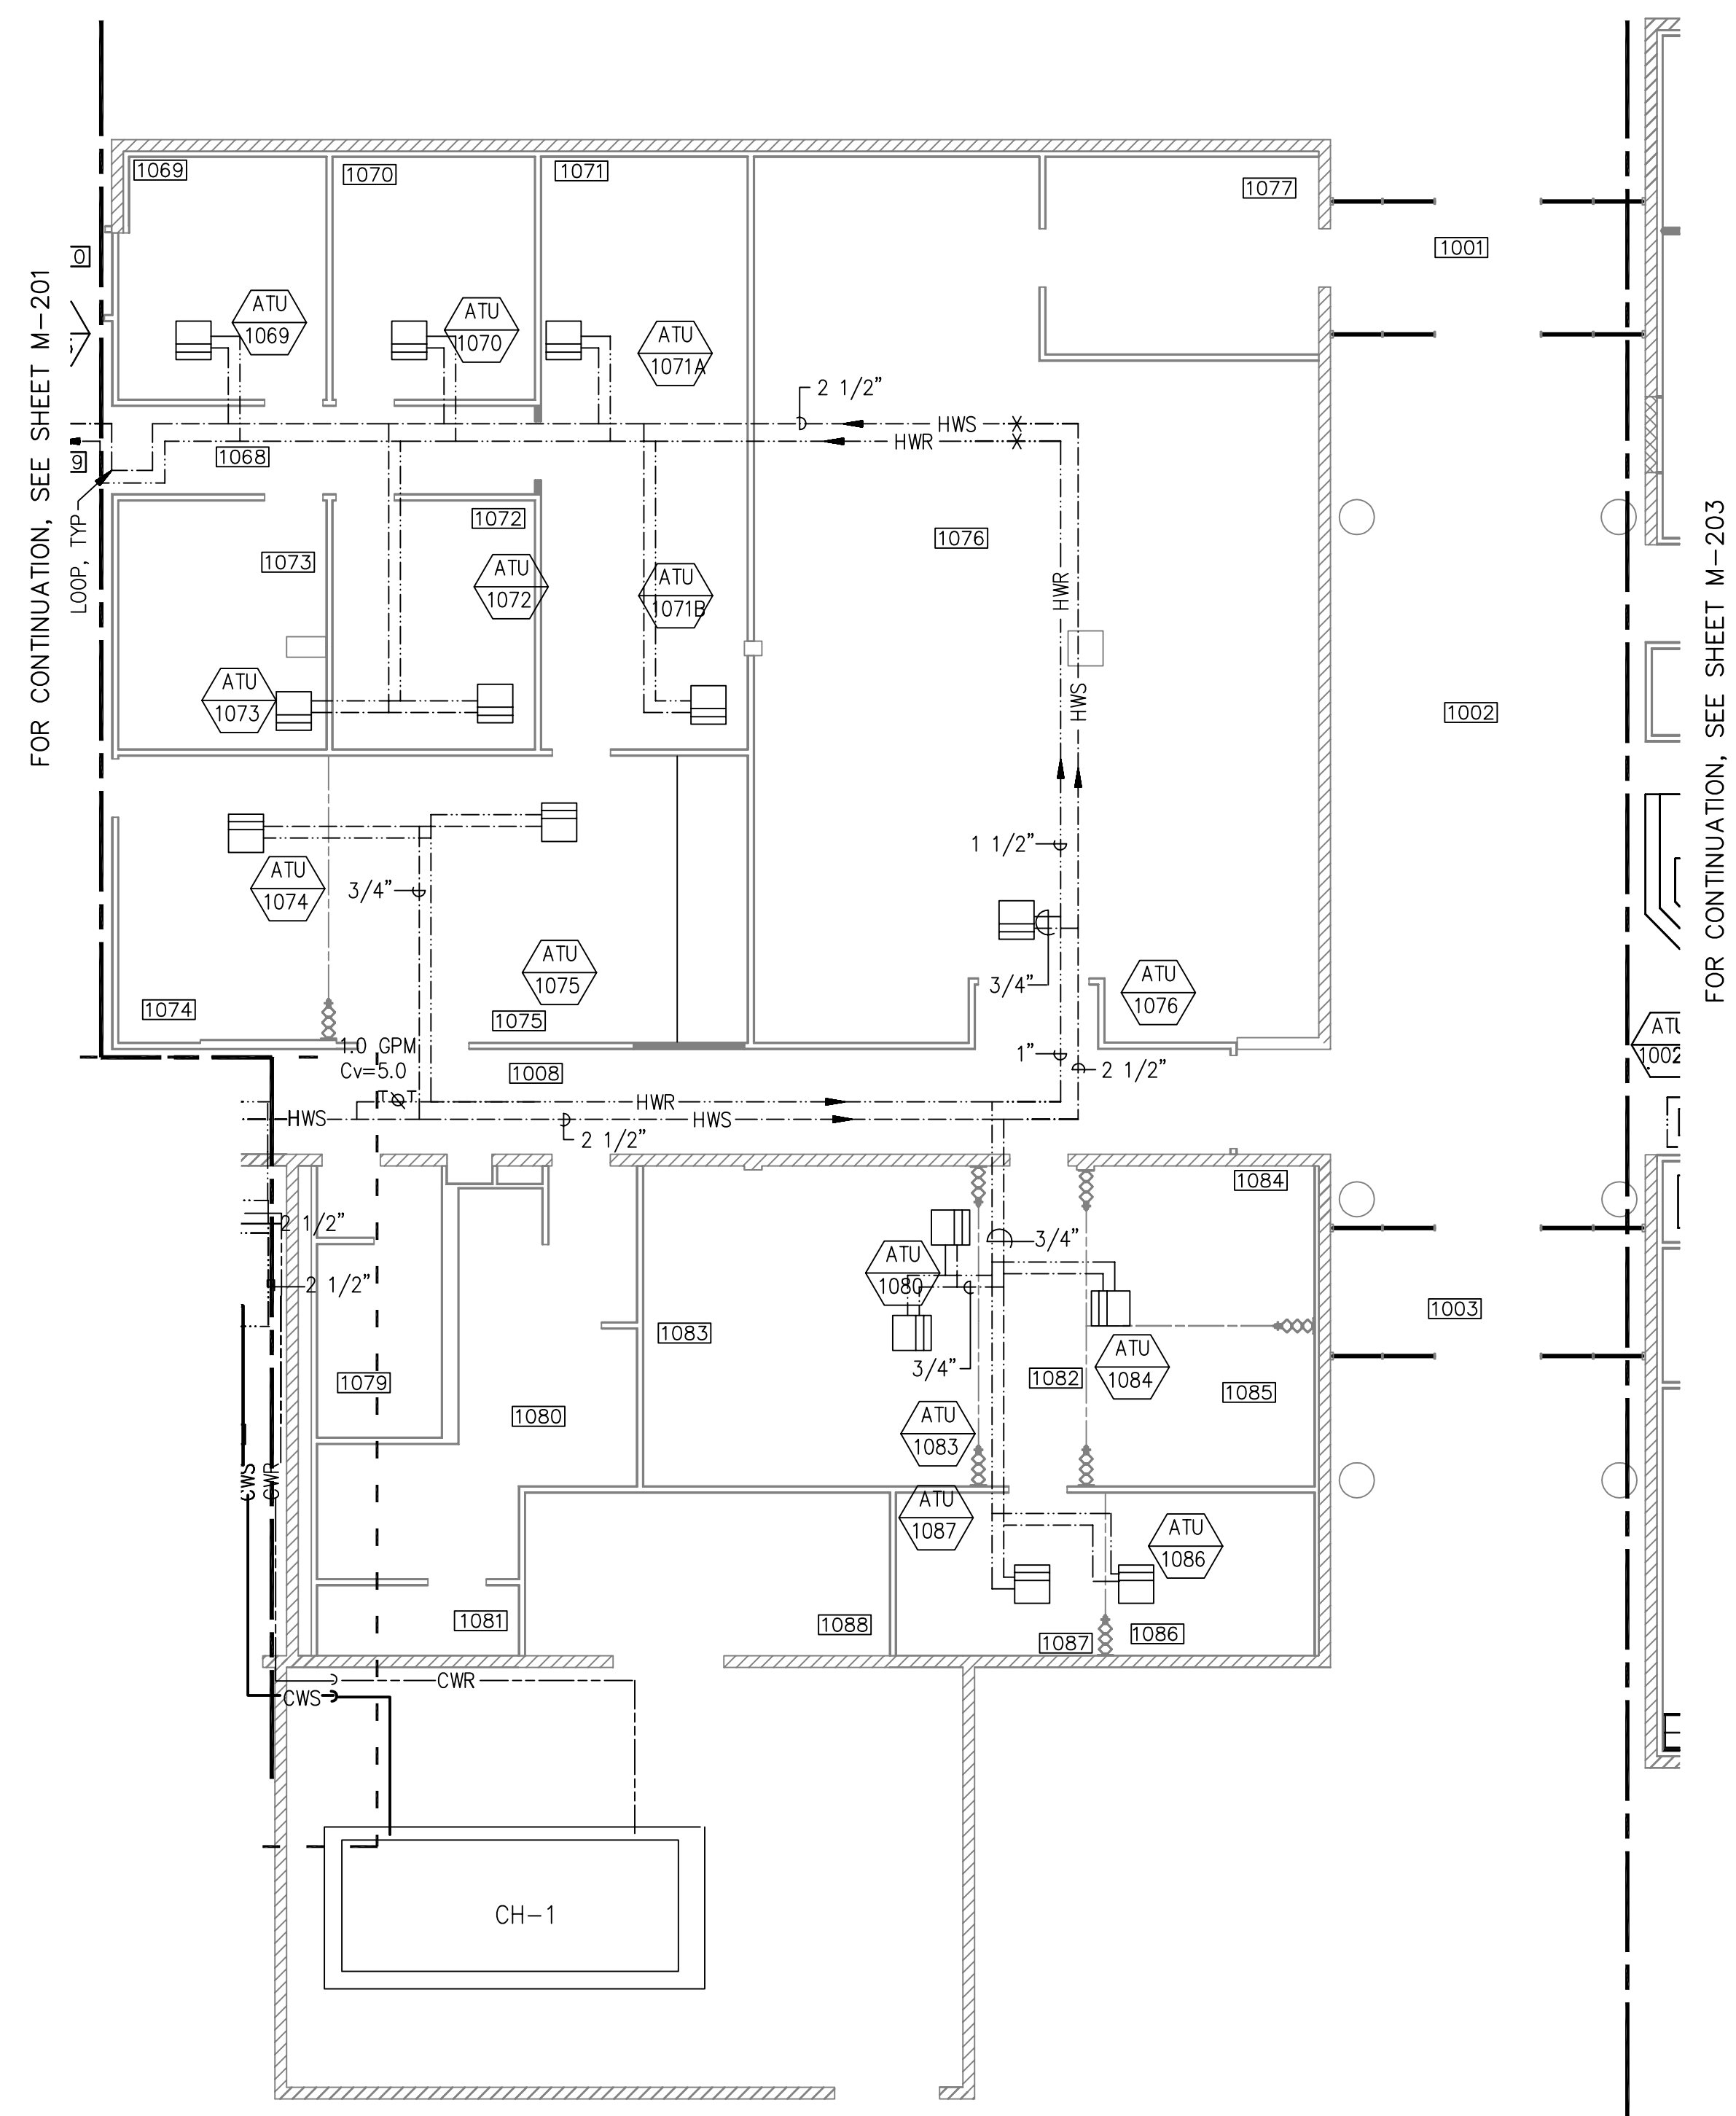 FOR CONTINUATION, SEE SHEET M-201
FOR CONTINUATION, SEE SHEET M-203
LOOP, TYP
1069
1070
1071
1077
1001
0
ATU
1069
ATU
1070
ATU
1071A
2 1/2"
HWS
HWR
9
1068
1072
1073
1076
ATU
1072
ATU
1071B
HWR
ATU
1073
HWS
1002
1 1/2"
ATU
1074
3/4"
ATU
1075
3/4"
ATU
1076
1074
1075
1.0 GPM
Cv=5.0
1008
1"
2 1/2"
ATU
1002
T T
HWR
HWS
HWS
2 1/2"
1084
2 1/2"
3/4"
ATU
1080
2 1/2"
1003
1083
3/4"
1079
1082
ATU
1084
1085
1080
ATU
1083
CWS
CWR
ATU
1087
ATU
1086
1081
1088
1087
1086
CWR
CWS
CH-1